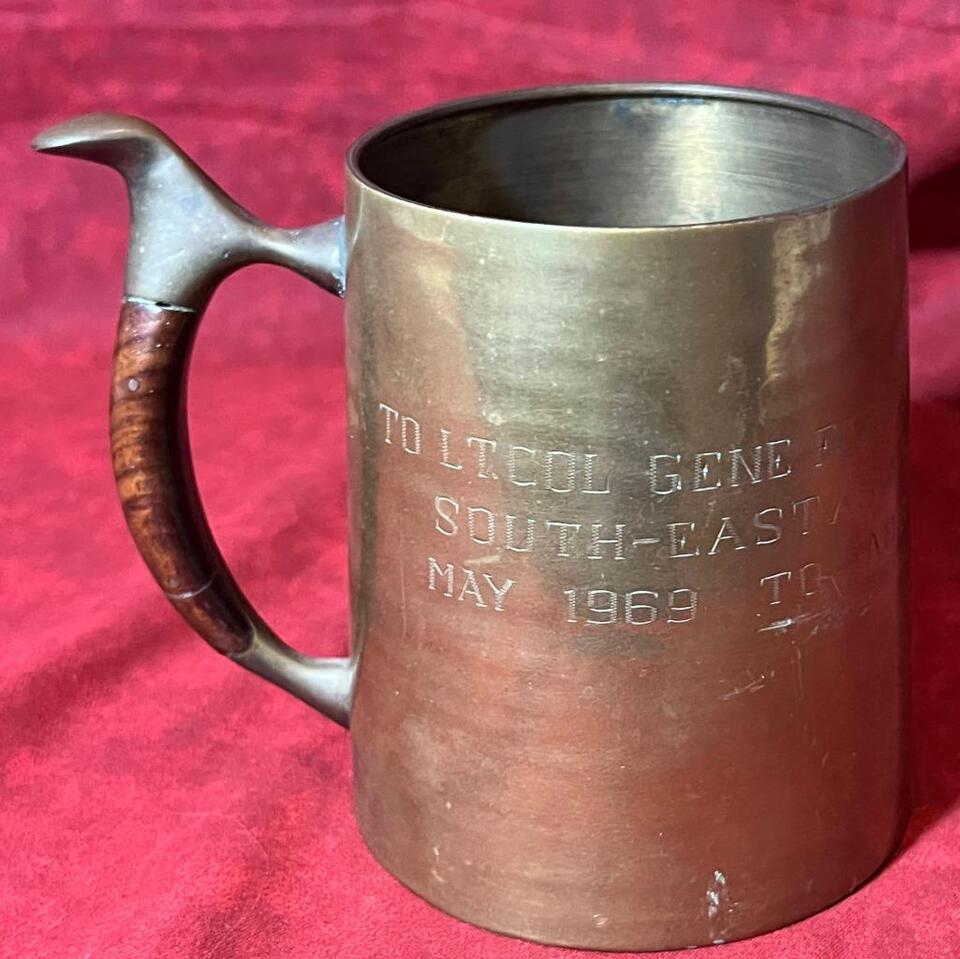 TO LT.COL GENE F
SOUTH-EAST A
MAY 1969 TO